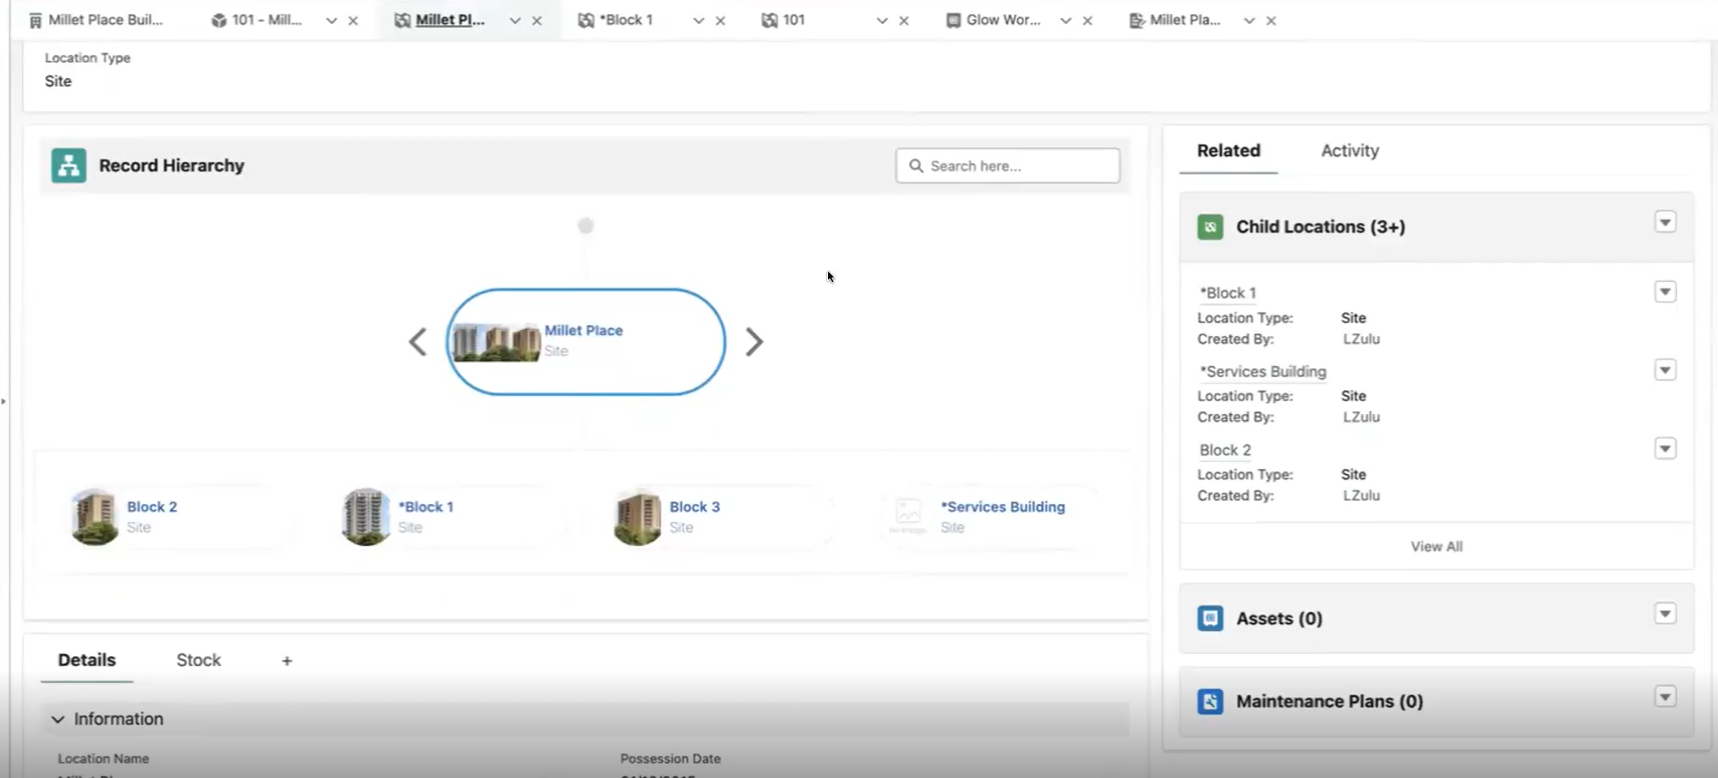 Millet Place Buil...
101 - Mill...
Millet Pl...
*Block 1
101
Glow Wor...
Millet Pla...
Location Type
Site
Record Hierarchy
Search here...
Millet Place
Site
Block 2
Site
*Block 1
Site
Block 3
Site
*Services Building
Site
Details
Stock
+
Information
Location Name
Possession Date
Related
Activity
Child Locations (3+)
*Block 1
Location Type: Site
Created By: LZulu
*Services Building
Location Type: Site
Created By: LZulu
Block 2
Location Type: Site
Created By: LZulu
View All
Assets (0)
Maintenance Plans (0)